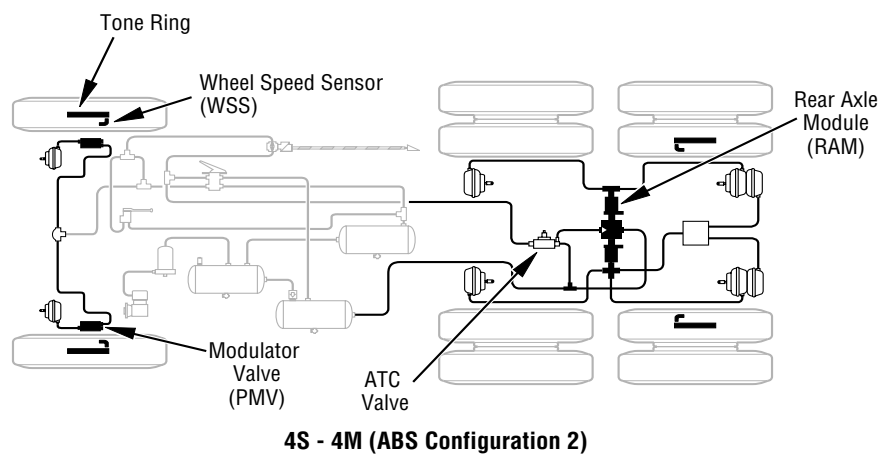 Tone Ring
Wheel Speed Sensor
(WSS)
Rear Axle
Module
(RAM)
Modulator
Valve
(PMV)
ATC
Valve
4S - 4M (ABS Configuration 2)